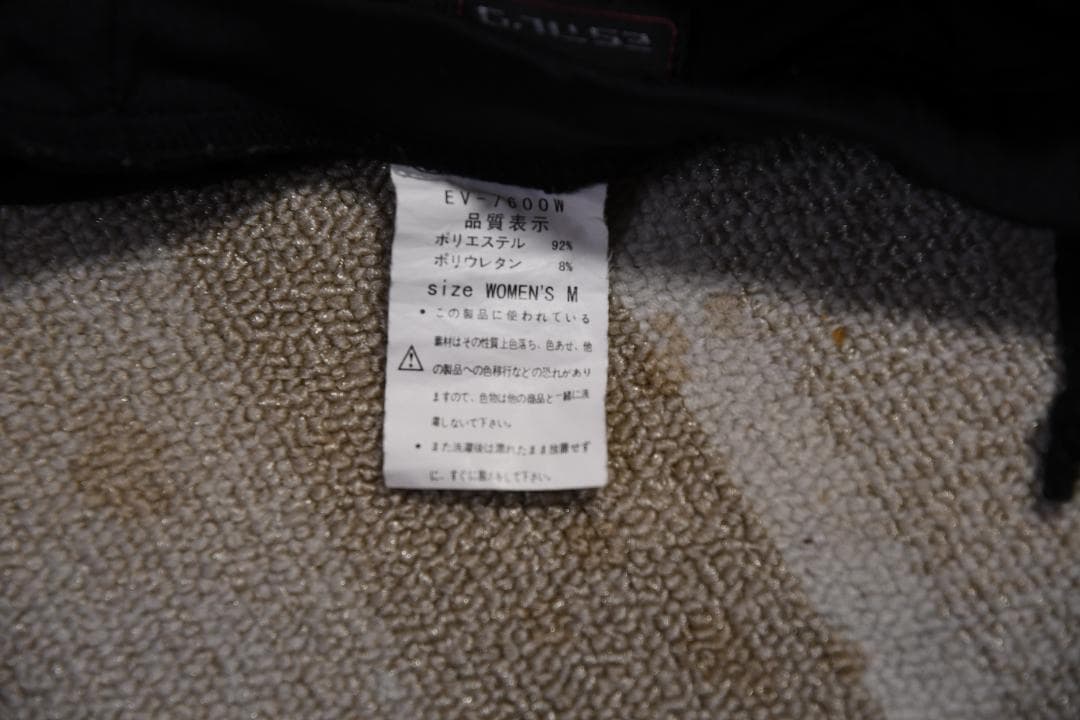 EV-7600W
品質表示
ポリエステル 92%
ポリウレタン 8%
size WOMEN'S M
・この製品に使われている
素材はその性質上色落ち、色あせ、他
の製品への色移行などの恐れがあり
ますので、色物は他の商品と一緒に洗
濯しないで下さい。
・また洗濯後は濡れたまま放置せず
に、すぐに陰干をして下さい。